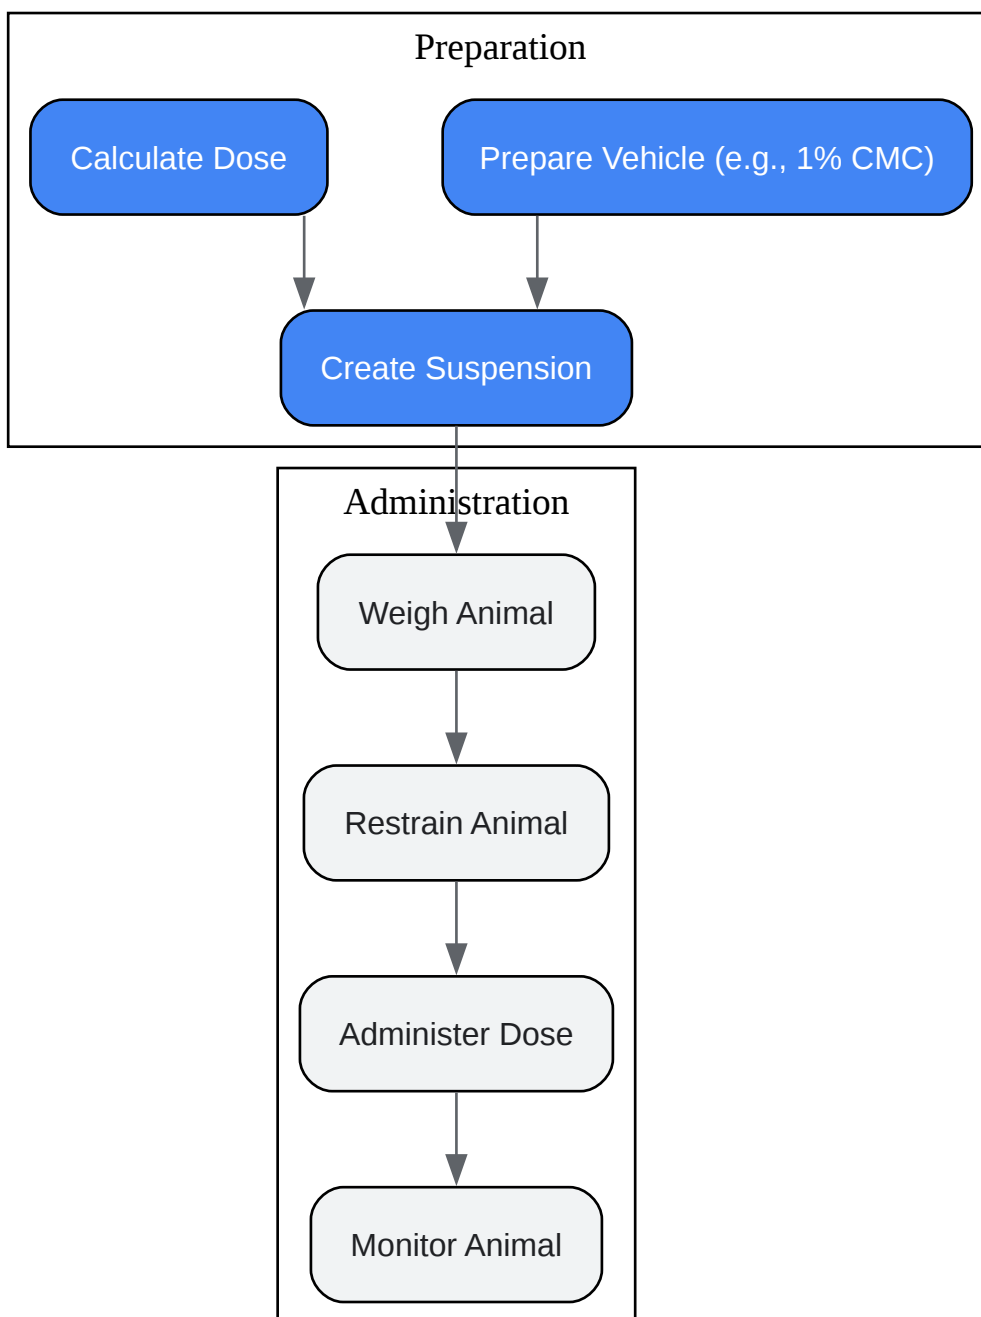 Preparation
Calculate Dose
Prepare Vehicle (e.g., 1% CMC)
Create Suspension
Administration
Weigh Animal
Restrain Animal
Administer Dose
Monitor Animal